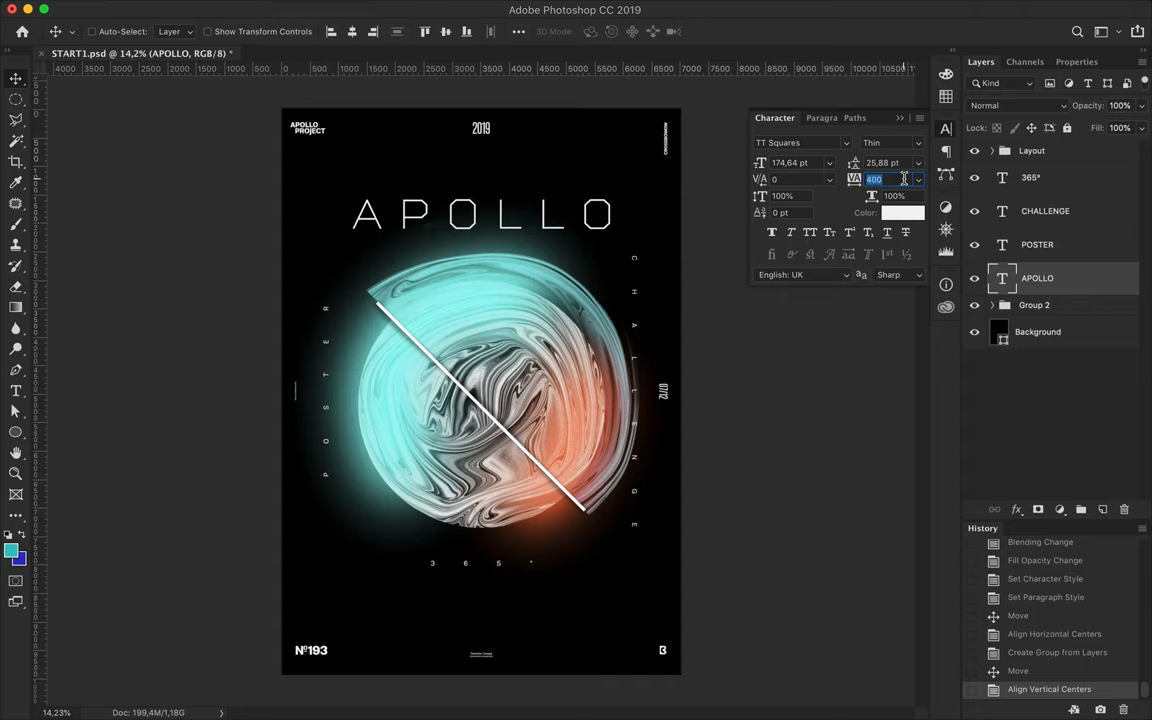 Adobe Photoshop CC 2019
Auto-Select:
Layer
Show Transform Controls
3D Mode:
START1.psd @ 14,2% (APOLLO, RGB/8) *
4000 3500 3000 2500 2000 1500 1000 500 0 500 1000 1500 2000 2500 3000 3500 4000 4500 5000 5500 6000 6500 7000 7500 8000 8500 9000 9500 10000 10500
APOLLO
PROJECT
2019
APOLLO
POSTER
CHALLENGE
07/12
365°
Nº193
Character
Paragra
Paths
TT Squares
Thin
174,64 pt
25,88 pt
0
400
100%
100%
0 pt
Color:
English: UK
Sharp
Layers
Channels
Properties
Kind
Normal
Opacity: 100%
Lock:
Fill: 100%
Layout
365°
CHALLENGE
POSTER
APOLLO
Group 2
Background
History
Blending Change
Fill Opacity Change
Set Character Style
Set Paragraph Style
Move
Align Horizontal Centers
Create Group from Layers
Move
Align Vertical Centers
14,23%
Doc: 199,4M/1,18G